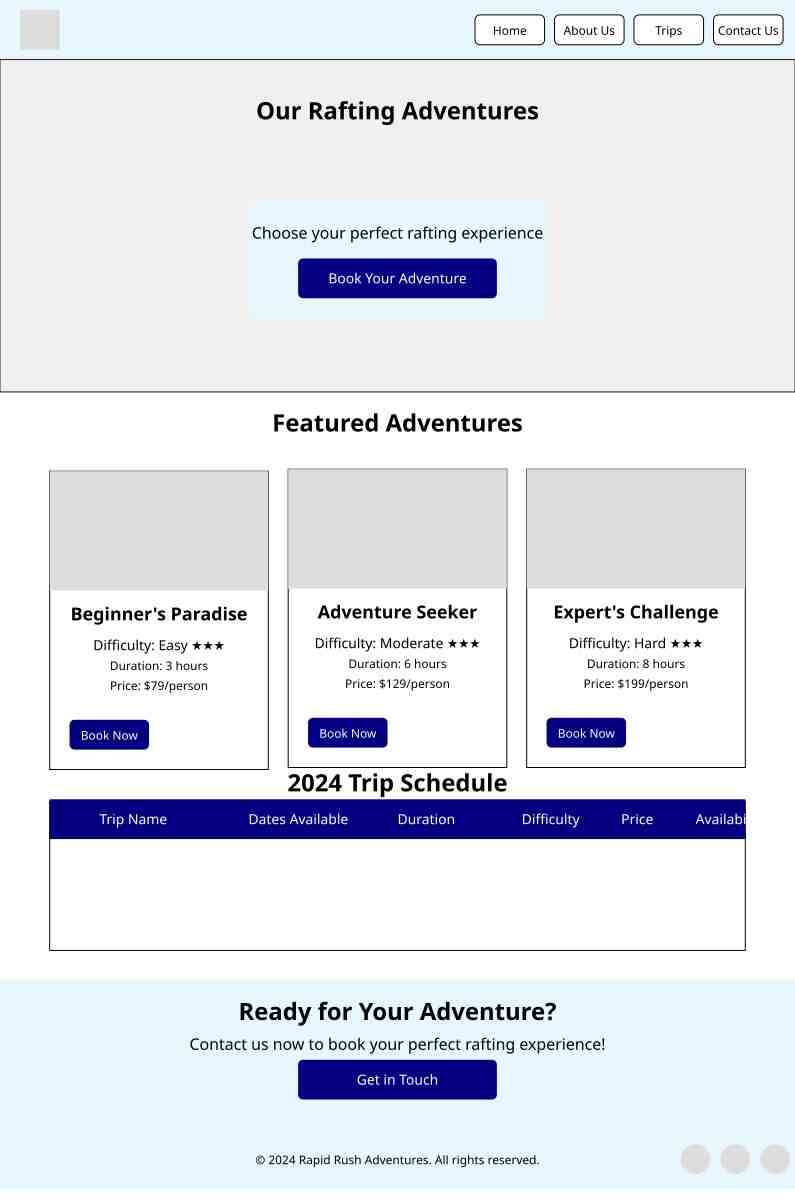 Home
About Us
Trips
Contact Us
Our Rafting Adventures
Choose your perfect rafting experience
Book Your Adventure
Featured Adventures
Beginner's Paradise
Difficulty: Easy ★★★
Duration: 3 hours
Price: $79/person
Book Now
Adventure Seeker
Difficulty: Moderate ★★★
Duration: 6 hours
Price: $129/person
Book Now
Expert's Challenge
Difficulty: Hard ★★★
Duration: 8 hours
Price: $199/person
Book Now
2024 Trip Schedule
Trip Name Dates Available Duration Difficulty Price Availabi
Ready for Your Adventure?
Contact us now to book your perfect rafting experience!
Get in Touch
© 2024 Rapid Rush Adventures. All rights reserved.